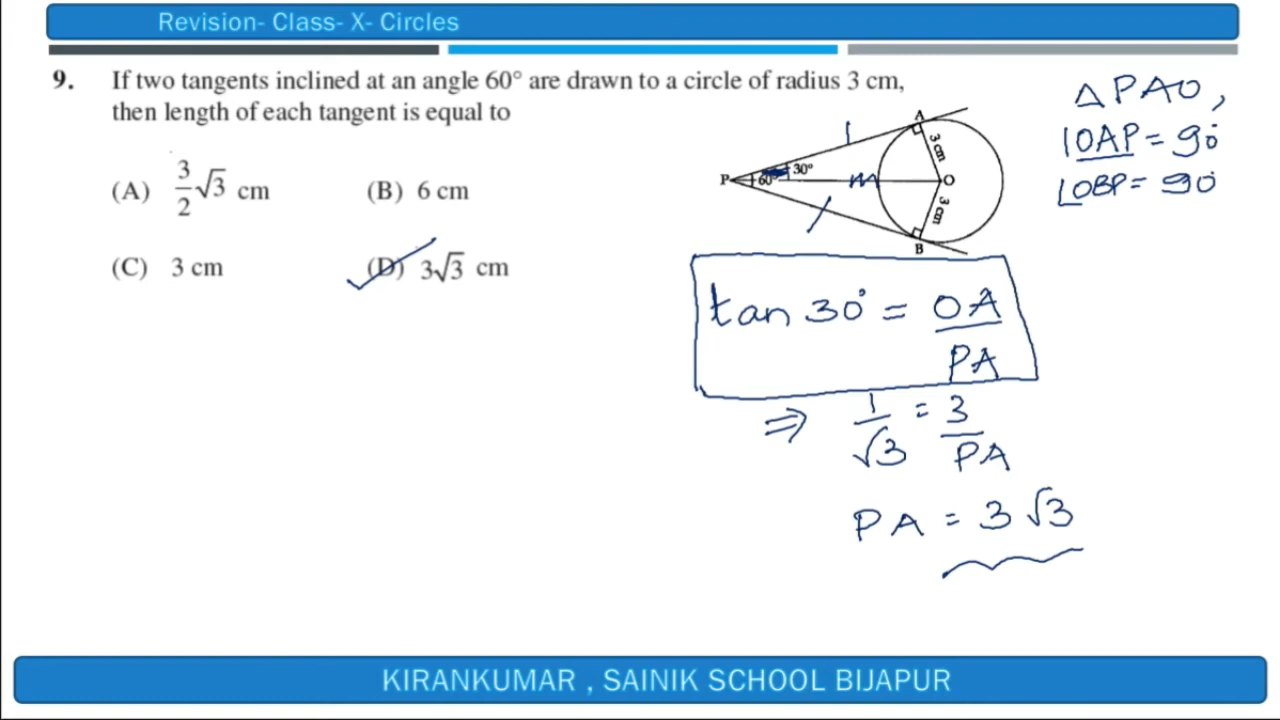 Revision- Class- X- Circles
9. If two tangents inclined at an angle 60° are drawn to a circle of radius 3 cm,
then length of each tangent is equal to
(A) 3/2 √3 cm (B) 6 cm
(C) 3 cm (D) 3√3 cm
A
3 cm
30°
P 60° O
3 cm
B
△PAO,
∠OAP = 90°
∠OBP = 90°
tan 30° = OA/PA
⇒ 1/√3 = 3/PA
PA = 3√3
KIRANKUMAR , SAINIK SCHOOL BIJAPUR